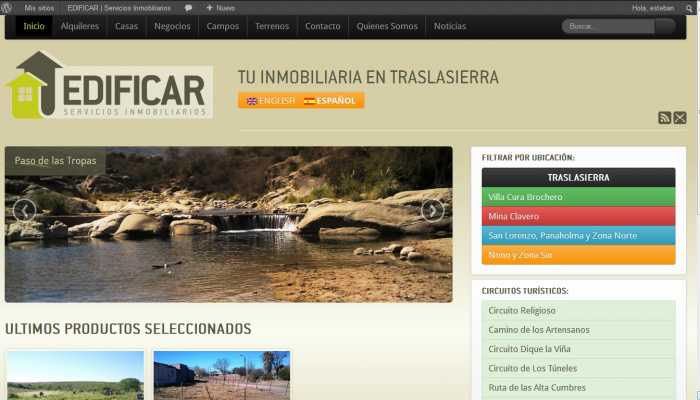 Mis sitios EDIFICAR | Servicios Inmobiliarios + Nuevo Hola, esteban
Inicio Alquileres Casas Negocios Campos Terrenos Contacto Quienes Somos Noticias Buscar...
EDIFICAR
SERVICIOS INMOBILIARIOS
TU INMOBILIARIA EN TRASLASIERRA
ENGLISH ESPAÑOL
Paso de las Tropas
FILTRAR POR UBICACIÓN:
TRASLASIERRA
Villa Cura Brochero
Mina Clavero
San Lorenzo, Panaholma y Zona Norte
Nono y Zona Sur
CIRCUITOS TURÍSTICOS:
Circuito Religioso
Camino de los Artensanos
Circuito Dique la Viña
Circuito de Los Túneles
Ruta de las Alta Cumbres
ULTIMOS PRODUCTOS SELECCIONADOS